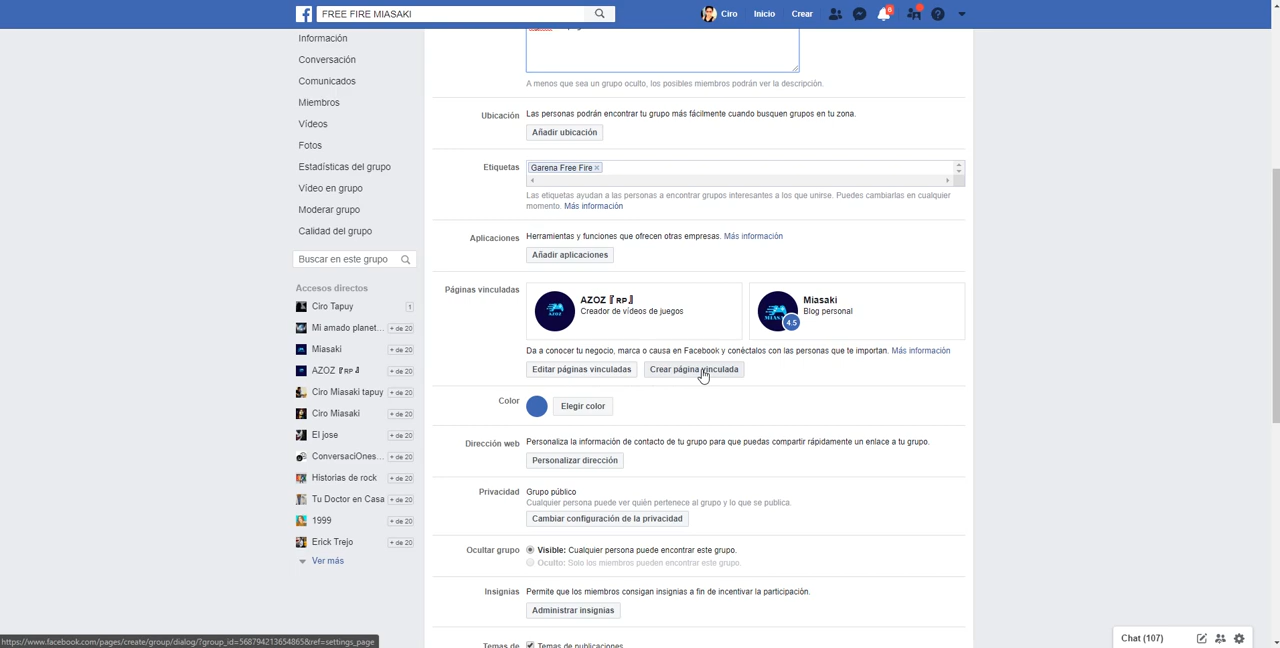 FREE FIRE MIASAKI
Ciro
Inicio
Crear
6
Información
Conversación
Comunicados
Miembros
Vídeos
Fotos
Estadísticas del grupo
Vídeo en grupo
Moderar grupo
Calidad del grupo
Buscar en este grupo
Accesos directos
Ciro Tapuy 1
Mi amado planet... + de 20
Miasaki + de 20
AZOZ『RP』 + de 20
Ciro Miasaki tapuy + de 20
Ciro Miasaki + de 20
El jose + de 20
ConversaciOnes... + de 20
Historias de rock + de 20
Tu Doctor en Casa + de 20
1999 + de 20
Erick Trejo + de 20
Ver más
A menos que sea un grupo oculto, los posibles miembros podrán ver la descripción.
Ubicación Las personas podrán encontrar tu grupo más fácilmente cuando busquen grupos en tu zona.
Añadir ubicación
Etiquetas Garena Free Fire ×
Las etiquetas ayudan a las personas a encontrar grupos interesantes a los que unirse. Puedes cambiarlas en cualquier
momento. Más información
Aplicaciones Herramientas y funciones que ofrecen otras empresas. Más información
Añadir aplicaciones
Páginas vinculadas
AZOZ『RP』
Creador de vídeos de juegos
AZOZ
Miasaki
Blog personal
MIASAKI
4.5
Da a conocer tu negocio, marca o causa en Facebook y conéctalos con las personas que te importan. Más información
Editar páginas vinculadas Crear página vinculada
Color Elegir color
Dirección web Personaliza la información de contacto de tu grupo para que puedas compartir rápidamente un enlace a tu grupo.
Personalizar dirección
Privacidad Grupo público
Cualquier persona puede ver quién pertenece al grupo y lo que se publica.
Cambiar configuración de la privacidad
Ocultar grupo Visible: Cualquier persona puede encontrar este grupo.
Oculto: Solo los miembros pueden encontrar este grupo.
Insignias Permite que los miembros consigan insignias a fin de incentivar la participación.
Administrar insignias
Temas de Temas de publicaciones
https://www.facebook.com/pages/create/group/dialog/?group_id=568794213654865&ref=settings_page
Chat (107)